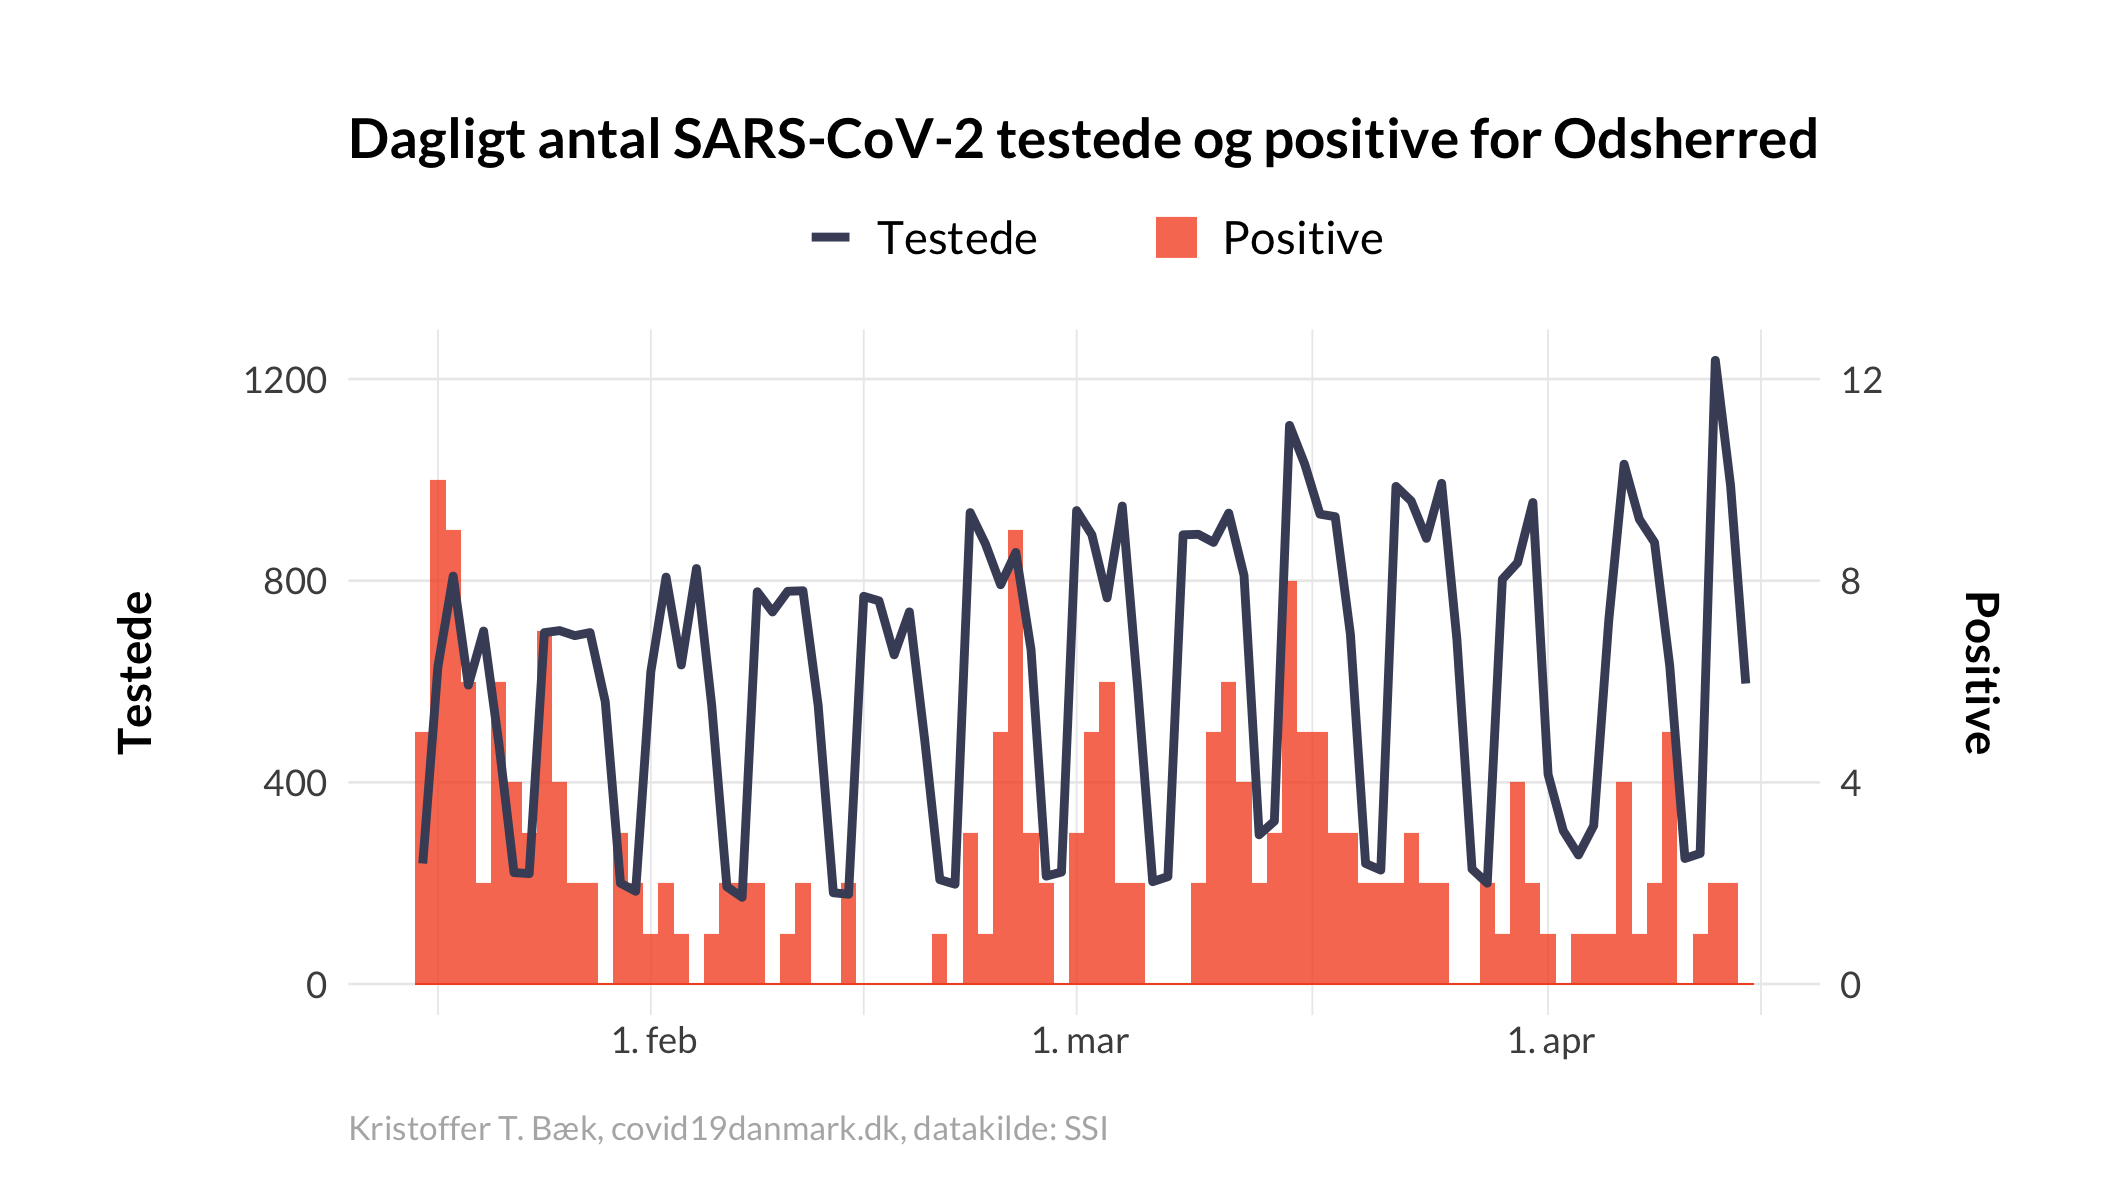 Dagligt antal SARS-CoV-2 testede og positive for Odsherred
Testede
Positive
1200
800
400
0
Testede
12
8
4
0
Positive
1. feb
1. mar
1. apr
Kristoffer T. Bæk, covid19danmark.dk, datakilde: SSI